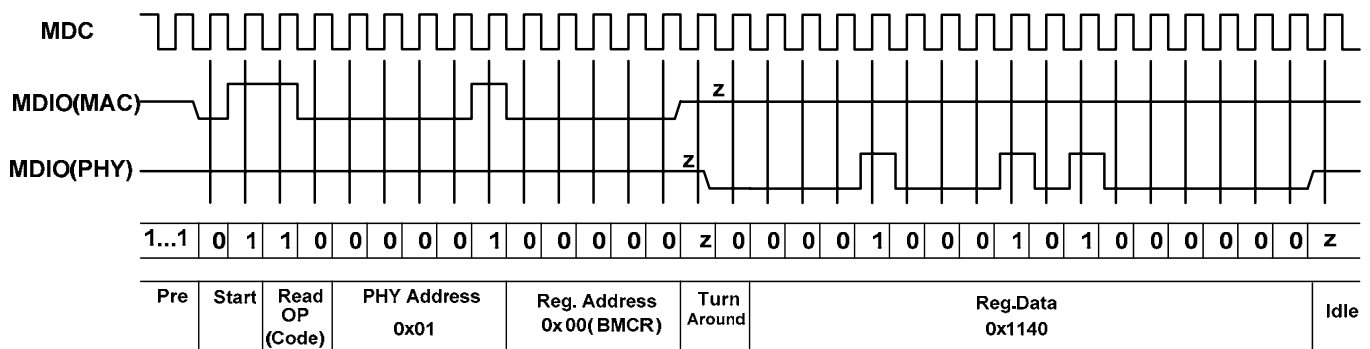 MDC
MDIO(MAC)
z
MDIO(PHY)
z
1...1 0 1 1 0 0 0 0 0 1 0 0 0 0 0 z 0 0 0 0 1 0 0 0 1 0 1 0 0 0 0 0 0 z
Pre
Start
Read
OP
(Code)
PHY Address
0x01
Reg. Address
0x00(BMCR)
Turn
Around
Reg.Data
0x1140
Idle